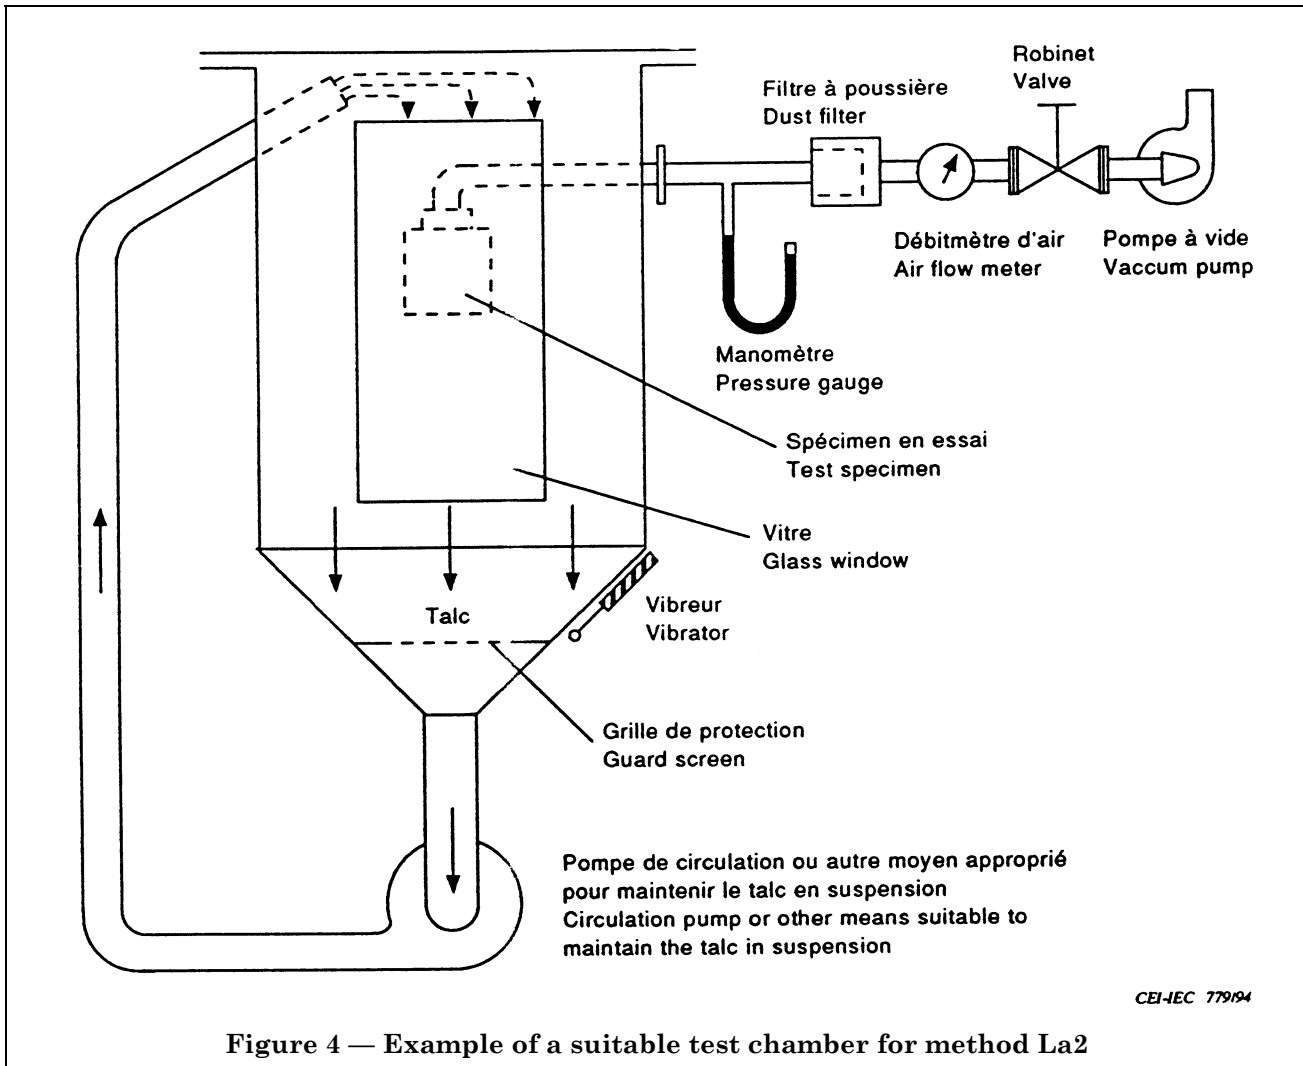 Robinet
Valve
Filtre à poussière
Dust filter
Débitmètre d'air
Air flow meter
Pompe à vide
Vaccum pump
Manomètre
Pressure gauge
Spécimen en essai
Test specimen
Vitre
Glass window
Talc
Vibreur
Vibrator
Grille de protection
Guard screen
Pompe de circulation ou autre moyen approprié
pour maintenir le talc en suspension
Circulation pump or other means suitable to
maintain the talc in suspension
CEI-IEC 779/94
Figure 4 — Example of a suitable test chamber for method La2